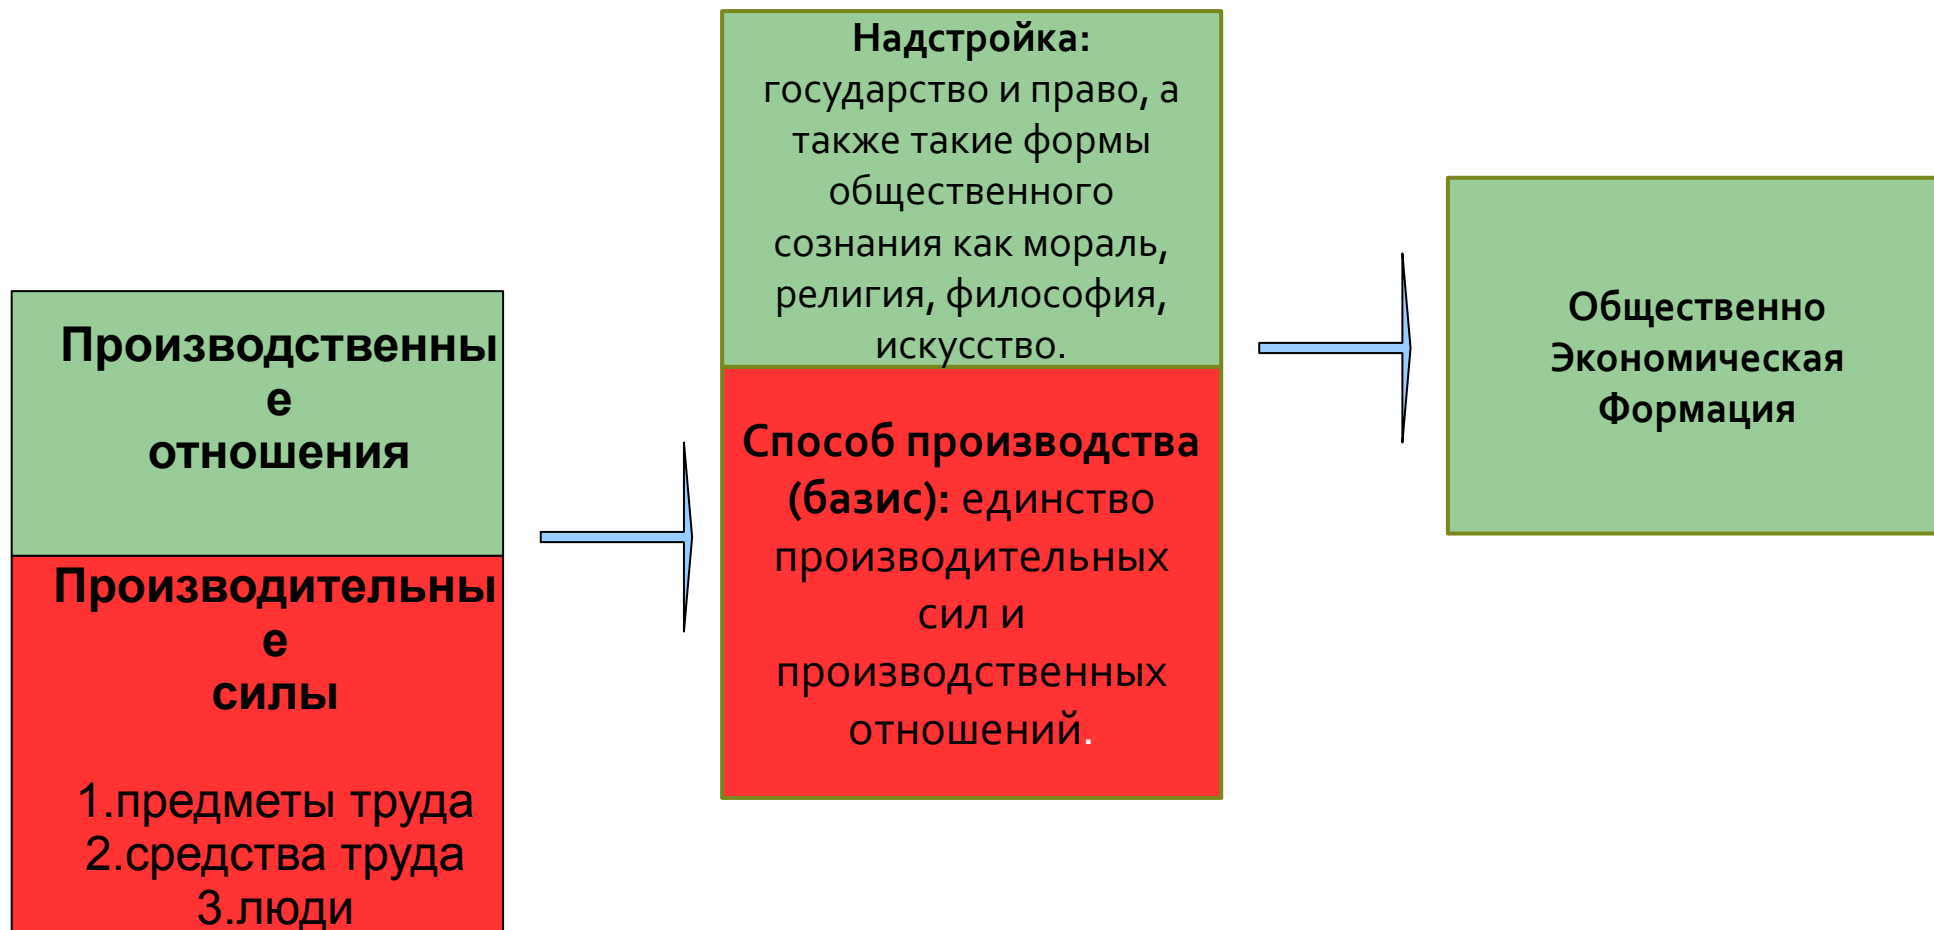 Производственны
е
отношения
Производительны
е
силы
1.предметы труда
2.средства труда
3.люди
Надстройка:
государство и право, а
также такие формы
общественного
сознания как мораль,
религия, философия,
искусство.
Способ производства
(базис): единство
производительных
сил и
производственных
отношений.
Общественно
Экономическая
Формация